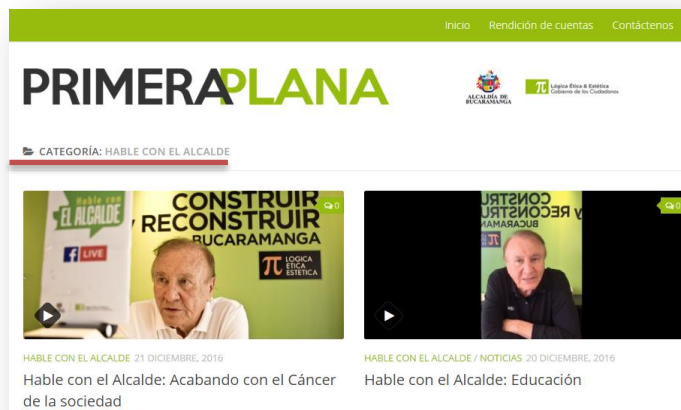 Inicio Rendición de cuentas Contáctenos
PRIMERAPLANA
ALCALDÍA DE
BUCARAMANGA
Lógica Ética & Estética
Gobierno de los Ciudadanos
CATEGORÍA: HABLE CON EL ALCALDE
Hable con
EL ALCALDE
LIVE
CONSTRUIR
y RECONSTRUIR
BUCARAMANGA
LOGICA
ETICA
ESTÉTICA
0
CONSTRUIR
y RECONSTRUIR
BUCARAMANGA
0
HABLE CON EL ALCALDE 21 DICIEMBRE, 2016
Hable con el Alcalde: Acabando con el Cáncer
de la sociedad
HABLE CON EL ALCALDE / NOTICIAS 20 DICIEMBRE, 2016
Hable con el Alcalde: Educación